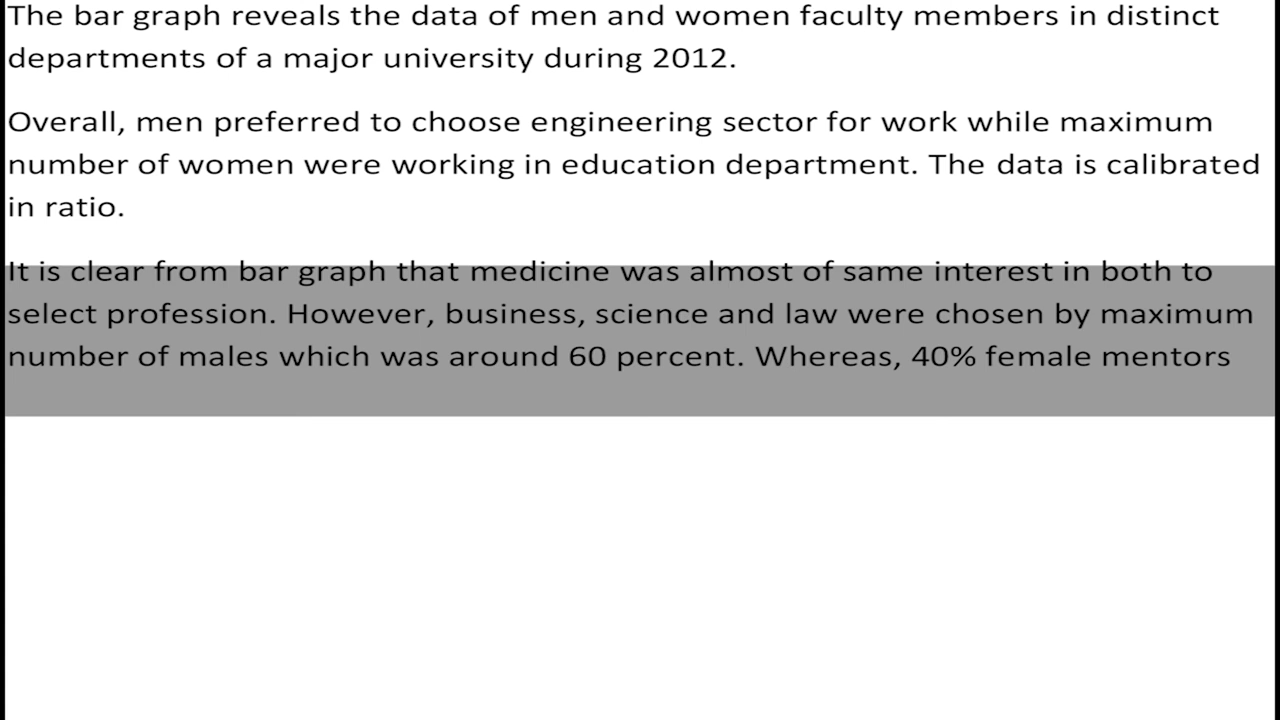 The bar graph reveals the data of men and women faculty members in distinct
departments of a major university during 2012.
Overall, men preferred to choose engineering sector for work while maximum
number of women were working in education department. The data is calibrated
in ratio.
It is clear from bar graph that medicine was almost of same interest in both to
select profession. However, business, science and law were chosen by maximum
number of males which was around 60 percent. Whereas, 40% female mentors